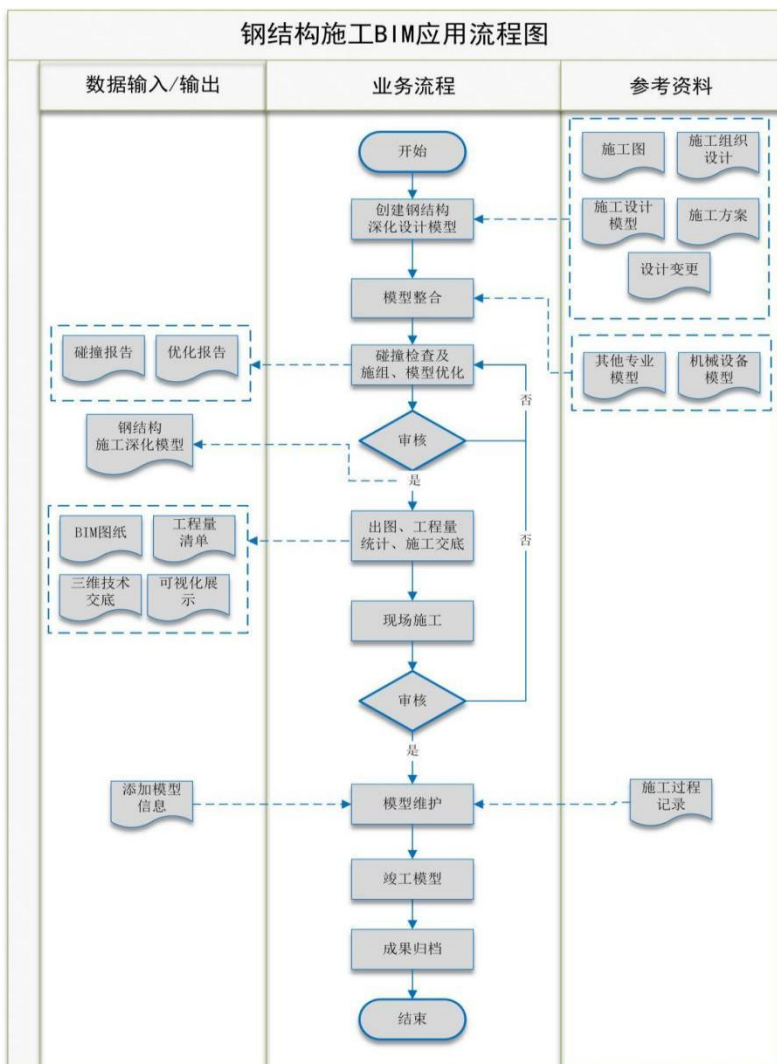 钢结构施工BIM应用流程图
数据输入/输出
业务流程
参考资料
开始
施工图
施工组织
设计
创建钢结构
深化设计模型
施工设计
模型
施工方案
设计变更
模型整合
碰撞报告
优化报告
碰撞检查及
施组、模型优化
其他专业
模型
机械设备
模型
否
钢结构
施工深化模型
审核
是
BIM图纸
工程量
清单
出图、工程量
统计、施工交底
否
三维技术
交底
可视化展
示
现场施工
审核
是
添加模型
信息
模型维护
施工过程
记录
竣工模型
成果归档
结束